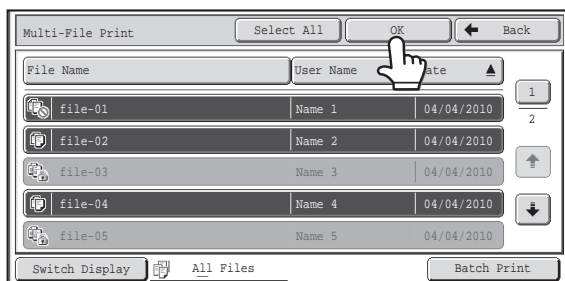 Multi-File Print Select All OK Back
File Name User Name ate
file-01 Name 1 04/04/2010 1
2
file-02 Name 2 04/04/2010
file-03 Name 3 04/04/2010
file-04 Name 4 04/04/2010
file-05 Name 5 04/04/2010
Switch Display All Files Batch Print